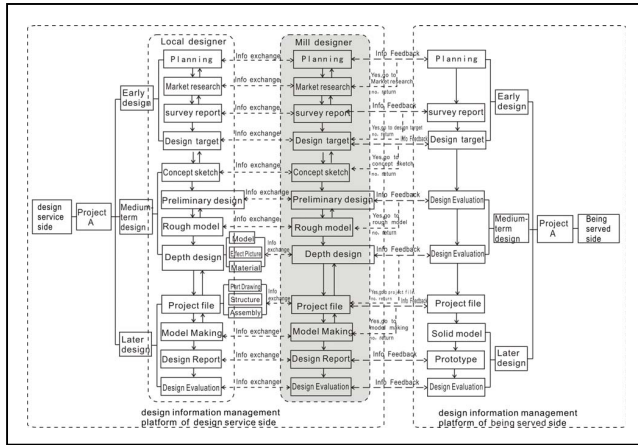 Local designer
Mill designer
Planning
Info exchange
Planning
Info Feedback
Planning
Yes,go to
Market research
no. return
Market research
Info exchange
Market research
Early
design
Early
design
survey report
Info exchange
survey report
Info Feedback
survey report
Yes,go to design target
no. return
Info Feedback
Design target
Info exchange
Design target
Design target
Yes,go to
concept sketch
no. return
Concept sketch
Info exchange
Concept sketch
Preliminary design
Info exchange
Preliminary design
Info Feedback
Design Evaluation
design
service
side
Project
A
Medium-
term
design
Yes,go to
rough model
no. return
Rough model
Info exchange
Rough model
Medium-
term
design
Project
A
Being
served
side
Model
Effect Picture
Material
Info
exchange
Depth design
Depth design
Info Feedback
Design Evaluation
Part Drawing
Structure
Assembly
Info
exchange
Yes,go to project file
no. return
Info Feedback
Project file
Project file
Project file
Yes,go to
model making
no. return
Model Making
Info exchange
Model Making
Solid model
Later
design
Later
design
Design Report
Info exchange
Design Report
Info Feedback
Prototype
Design Evaluation
Info exchange
Design Evaluation
Info Feedback
Design Evaluation
design information management
platform of design service side
design information management
platform of being served side